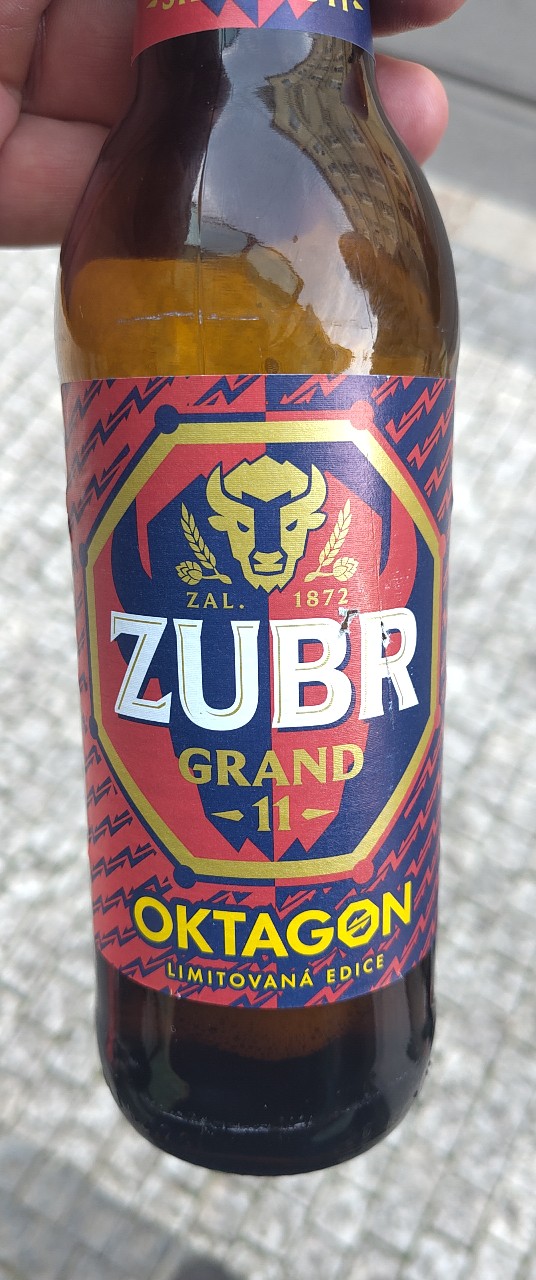 ZAL. 1872
ZUBR
GRAND
11
OKTAGON
LIMITOVANÁ EDICE